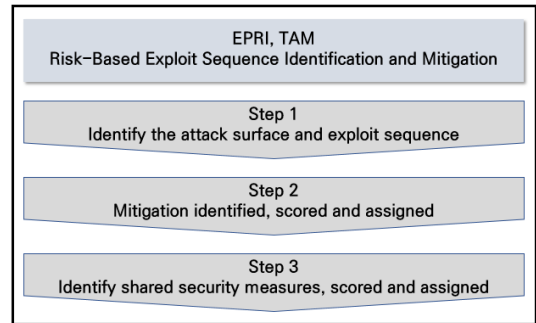 EPRI, TAM
Risk-Based Exploit Sequence Identification and Mitigation
Step 1
Identify the attack surface and exploit sequence
Step 2
Mitigation identified, scored and assigned
Step 3
Identify shared security measures, scored and assigned